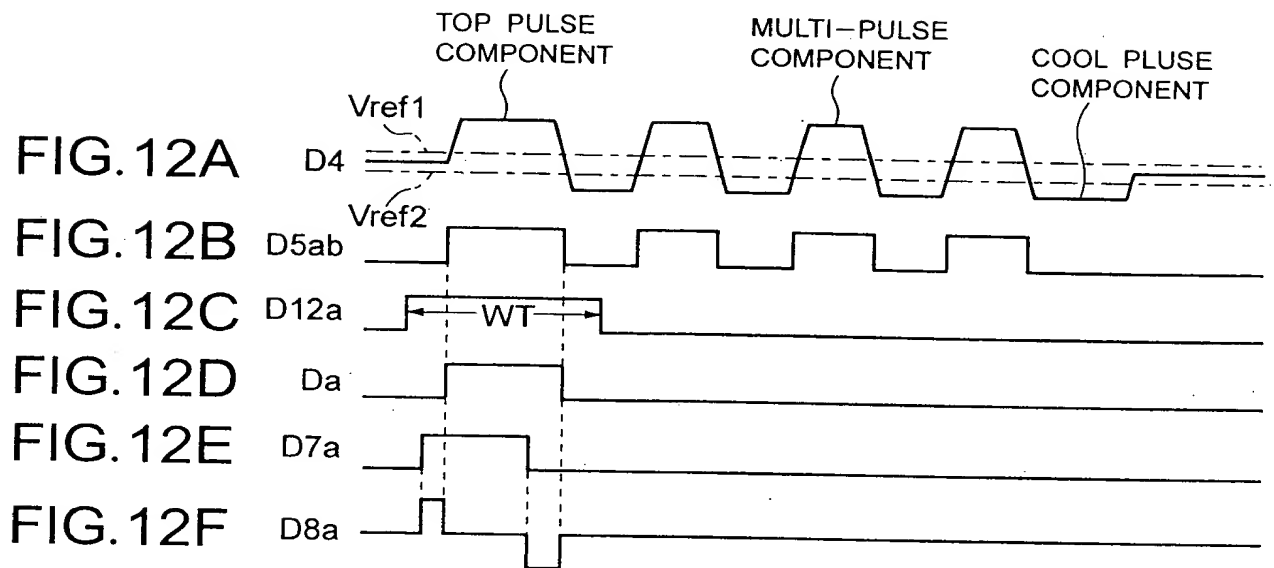 TOP PULSE
COMPONENT
MULTI-PULSE
COMPONENT
COOL PLUSE
COMPONENT
Vref1
FIG.12A D4
Vref2
FIG.12B D5ab
FIG.12C D12a WT
FIG.12D Da
FIG.12E D7a
FIG.12F D8a